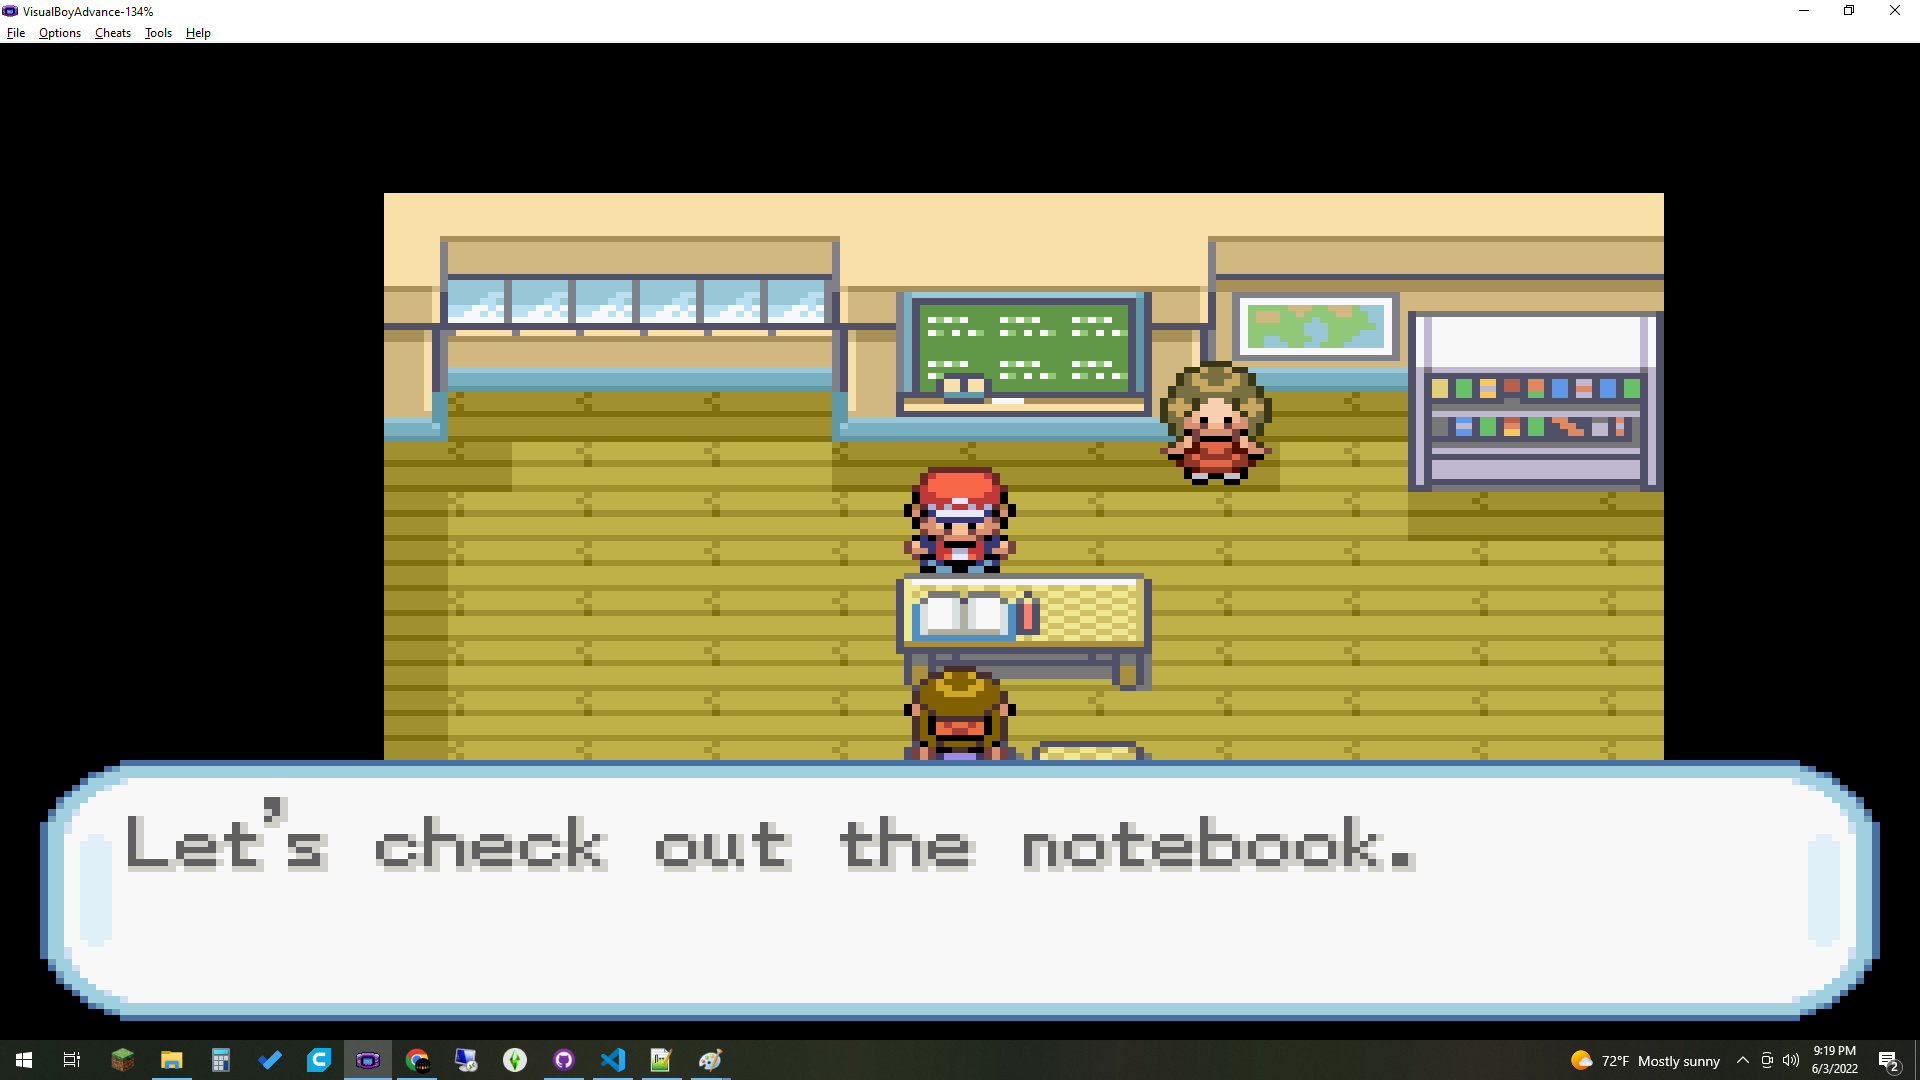 VisualBoyAdvance-134%
File Options Cheats Tools Help
Let's check out the notebook.
72°F Mostly sunny
9:19 PM
6/3/2022
2